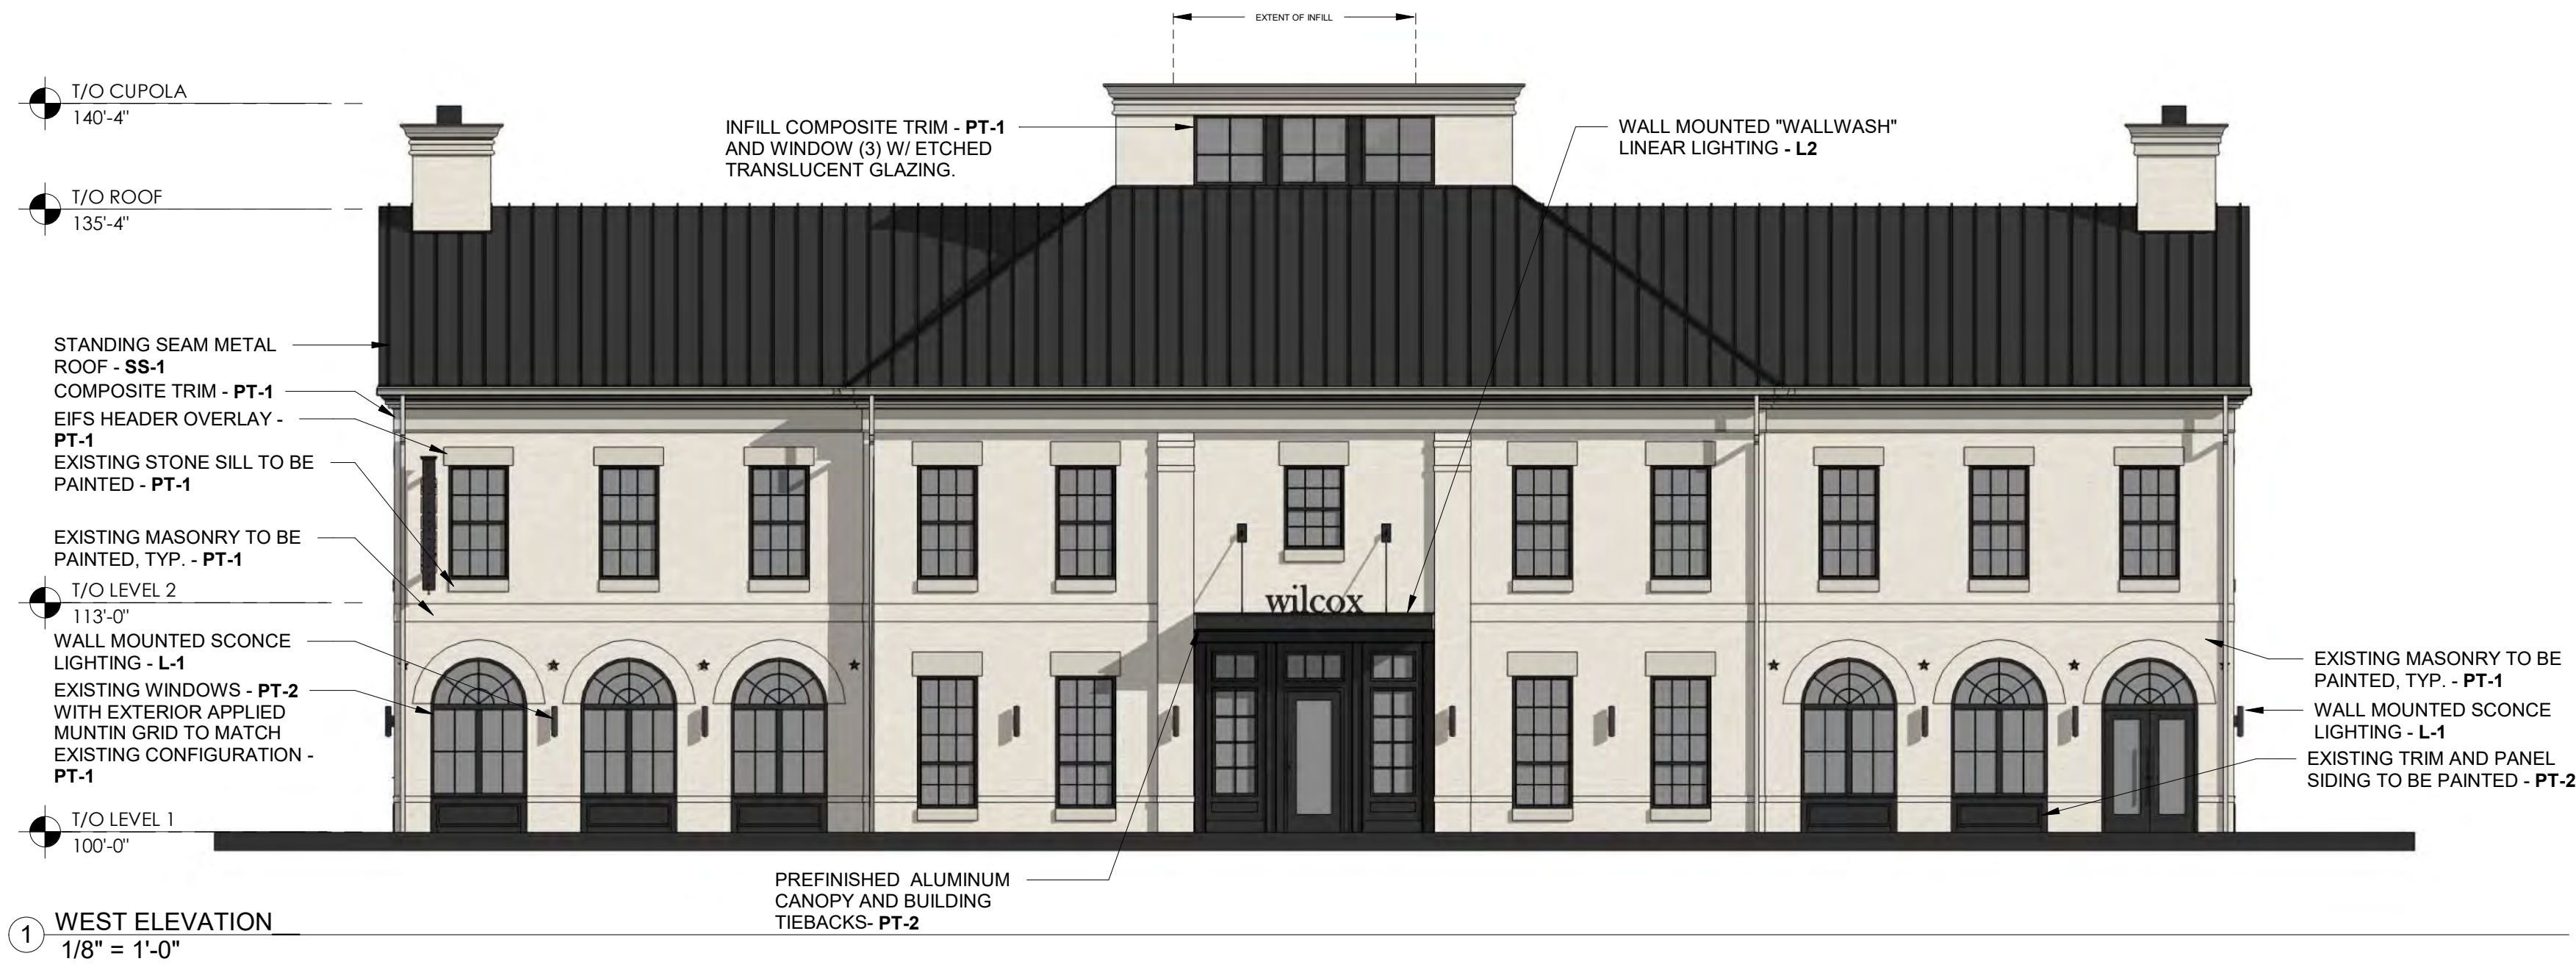 EXTENT OF INFILL
T/O CUPOLA
140'-4"
INFILL COMPOSITE TRIM - PT-1
AND WINDOW (3) W/ ETCHED
TRANSLUCENT GLAZING.
WALL MOUNTED "WALLWASH"
LINEAR LIGHTING - L2
T/O ROOF
135'-4"
STANDING SEAM METAL
ROOF - SS-1
COMPOSITE TRIM - PT-1
EIFS HEADER OVERLAY -
PT-1
EXISTING STONE SILL TO BE
PAINTED - PT-1
EXISTING MASONRY TO BE
PAINTED, TYP. - PT-1
T/O LEVEL 2
113'-0"
wilcox
WALL MOUNTED SCONCE
LIGHTING - L-1
EXISTING WINDOWS - PT-2
WITH EXTERIOR APPLIED
MUNTIN GRID TO MATCH
EXISTING CONFIGURATION -
PT-1
EXISTING MASONRY TO BE
PAINTED, TYP. - PT-1
WALL MOUNTED SCONCE
LIGHTING - L-1
EXISTING TRIM AND PANEL
SIDING TO BE PAINTED - PT-2
T/O LEVEL 1
100'-0"
PREFINISHED ALUMINUM
CANOPY AND BUILDING
TIEBACKS- PT-2
1 WEST ELEVATION
1/8" = 1'-0"